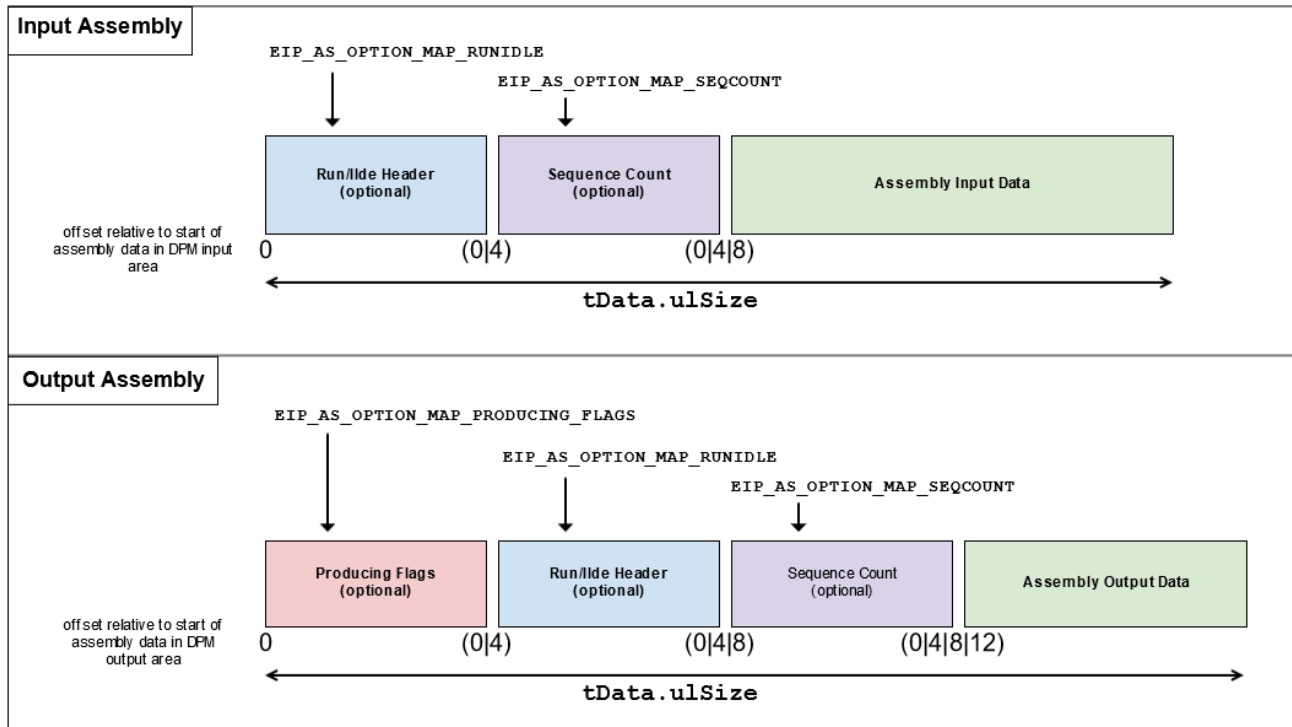 Input Assembly
EIP_AS_OPTION_MAP_RUNIDLE
EIP_AS_OPTION_MAP_SEQCOUNT
Run/Ilde Header
(optional)
Sequence Count
(optional)
Assembly Input Data
offset relative to start of
assembly data in DPM input
area
0
(0|4)
(0|4|8)
tData.ulSize
Output Assembly
EIP_AS_OPTION_MAP_PRODUCING_FLAGS
EIP_AS_OPTION_MAP_RUNIDLE
EIP_AS_OPTION_MAP_SEQCOUNT
Producing Flags
(optional)
Run/Ilde Header
(optional)
Sequence Count
(optional)
Assembly Output Data
offset relative to start of
assembly data in DPM
output area
0
(0|4)
(0|4|8)
(0|4|8|12)
tData.ulSize